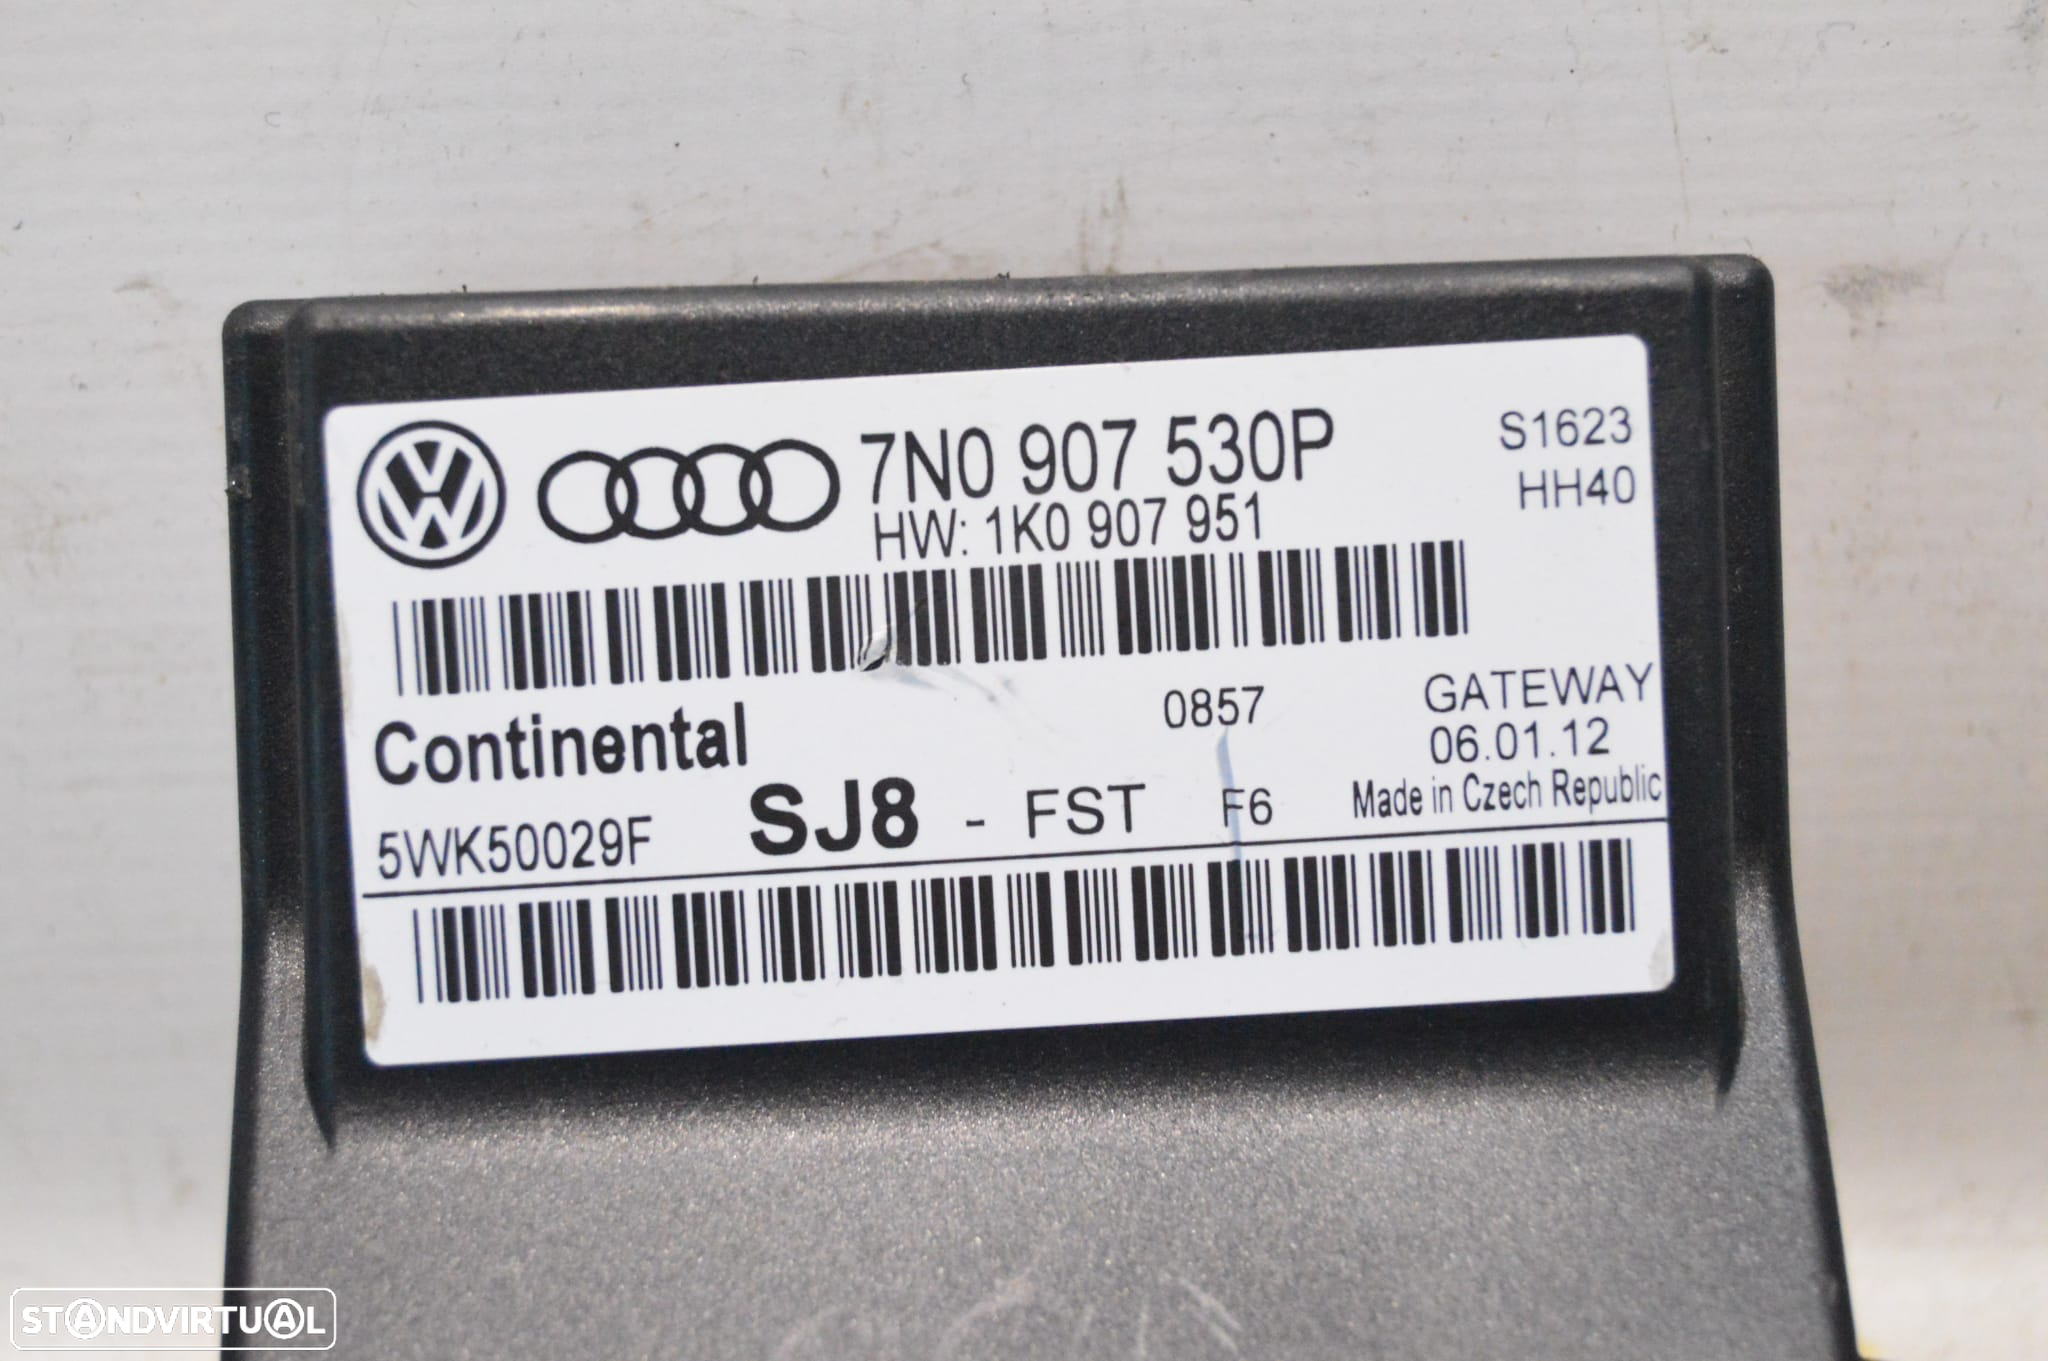 7N0 907 530P
S1623
HW: 1K0 907 951
HH40
Continental
0857
GATEWAY
06.01.12
5WK50029F
SJ8 - FST F6
Made in Czech Republic
STANDVIRTUAL